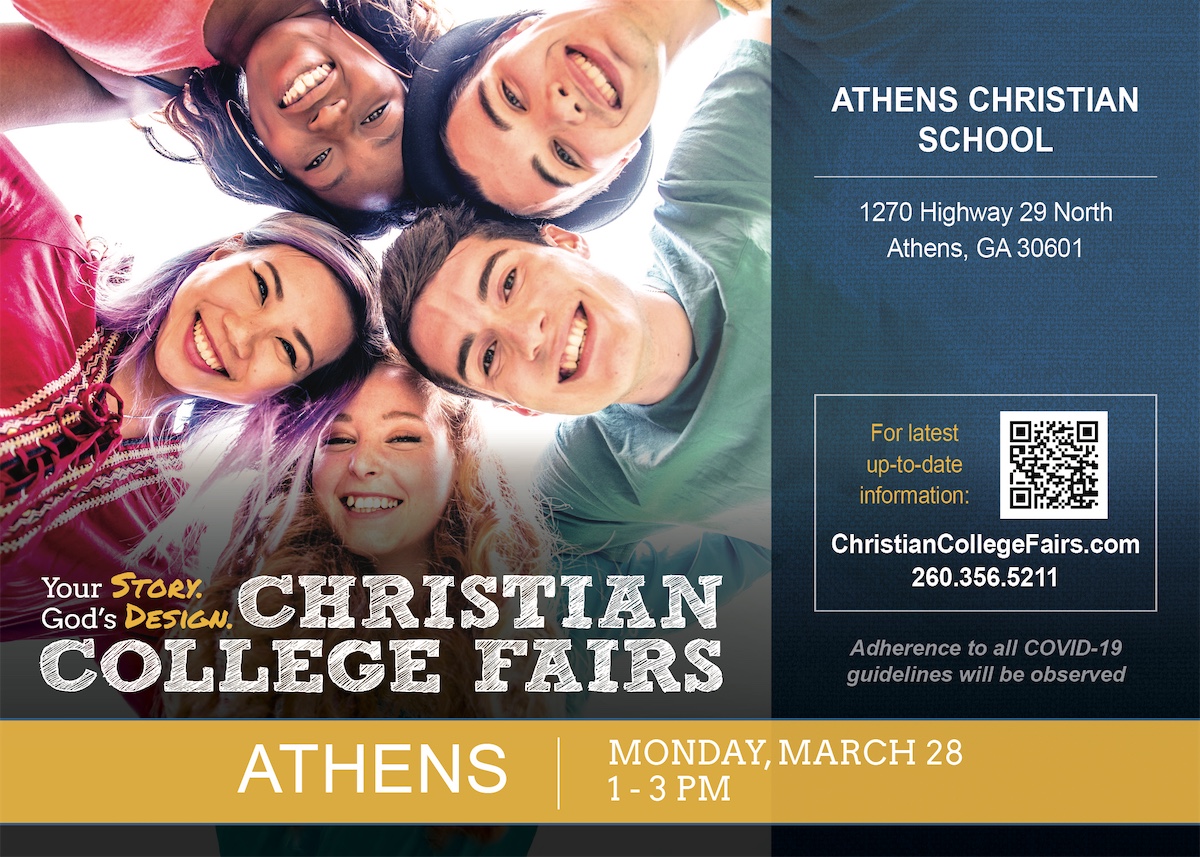 ATHENS CHRISTIAN
SCHOOL
1270 Highway 29 North
Athens, GA 30601
For latest
up-to-date
information:
ChristianCollegeFairs.com
260.356.5211
Adherence to all COVID-19
guidelines will be observed
Your STORY.
God's DESIGN.
CHRISTIAN
COLLEGE FAIRS
ATHENS
MONDAY, MARCH 28
1 - 3 PM